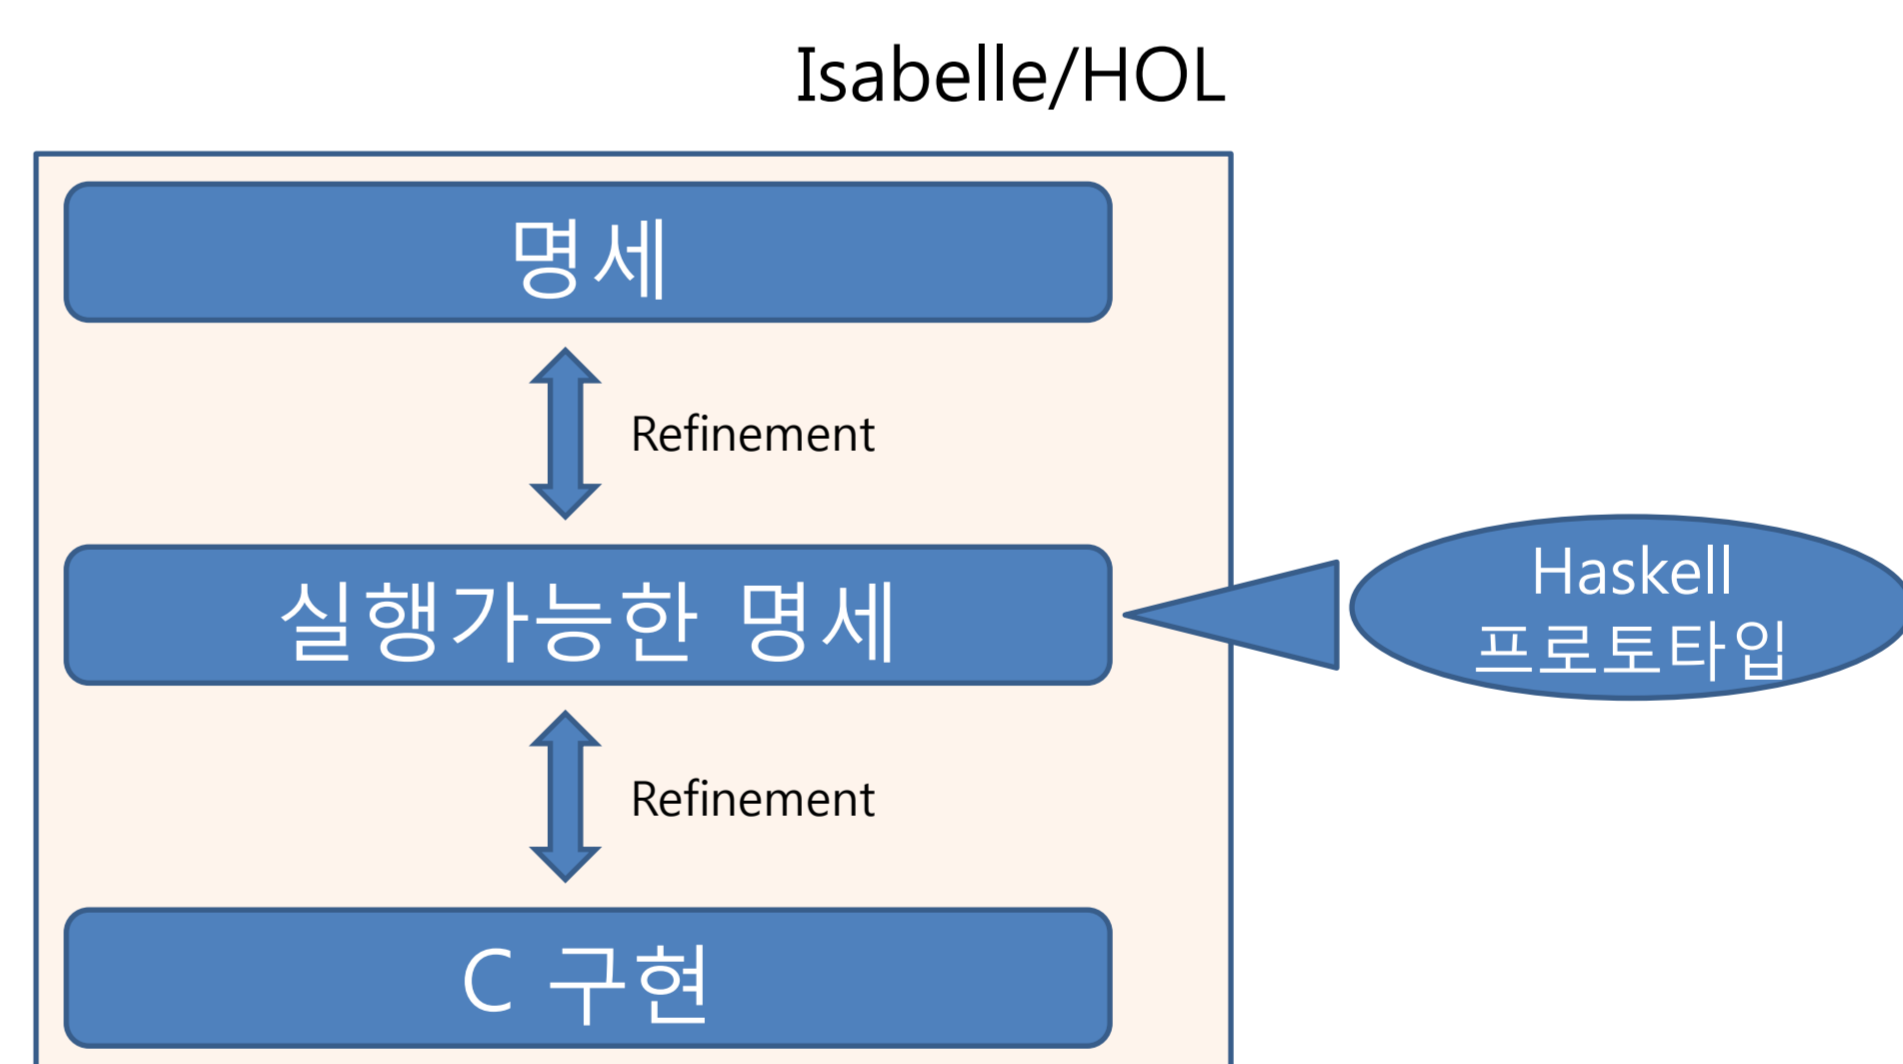 Isabelle/HOL
명세
Refinement
실행가능한 명세
Haskell
프로토타입
Refinement
C 구현